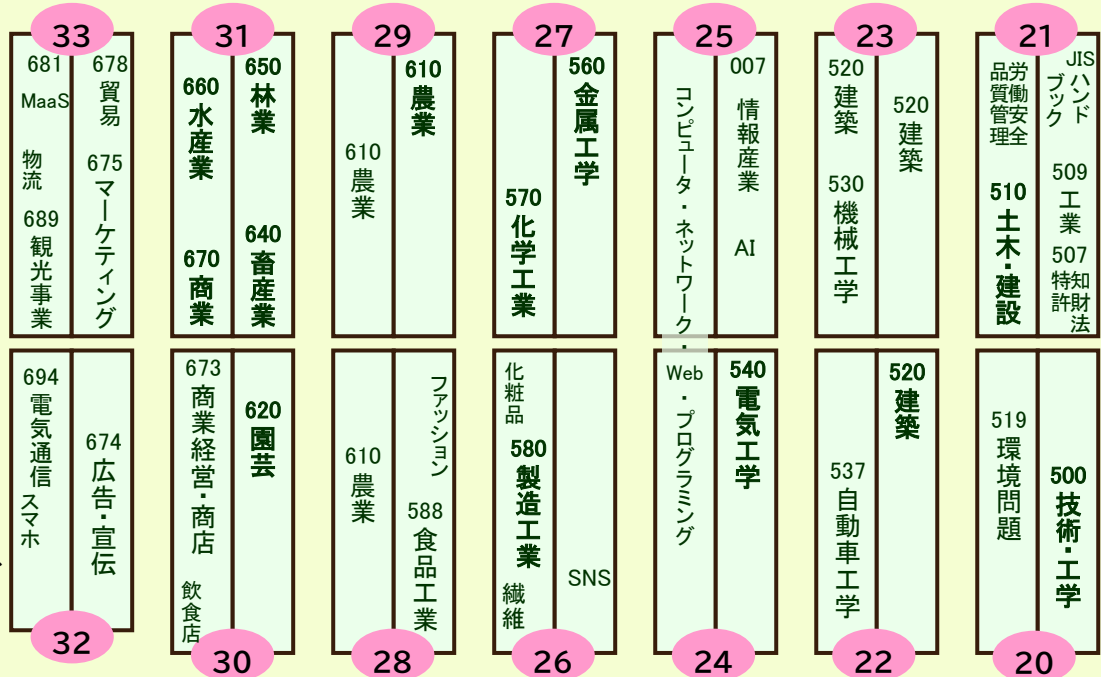 33
681
MaaS
物流
689
観光事業
678
貿易
675
マーケティング
31
660
水産業
670
商業
650
林業
640
畜産業
29
610
農業
610
農業
27
570
化学工業
560
金属工学
25
コンピュータ・ネットワーク・
007
情報産業
AI
23
520
建築
530
機械工学
520
建築
21
労働安全
品質管理
510
土木・建設
JISハンド
ブック
509
工業
507
知財法
特許
694
電気通信
スマホ
674
広告・宣伝
32
673
商業経営・商店
飲食店
620
園芸
30
610
農業
ファッション
588
食品工業
28
化粧品
580
製造工業
繊維
SNS
26
Web・プログラミング
540
電気工学
24
537
自動車工学
520
建築
22
519
環境問題
500
技術・工学
20